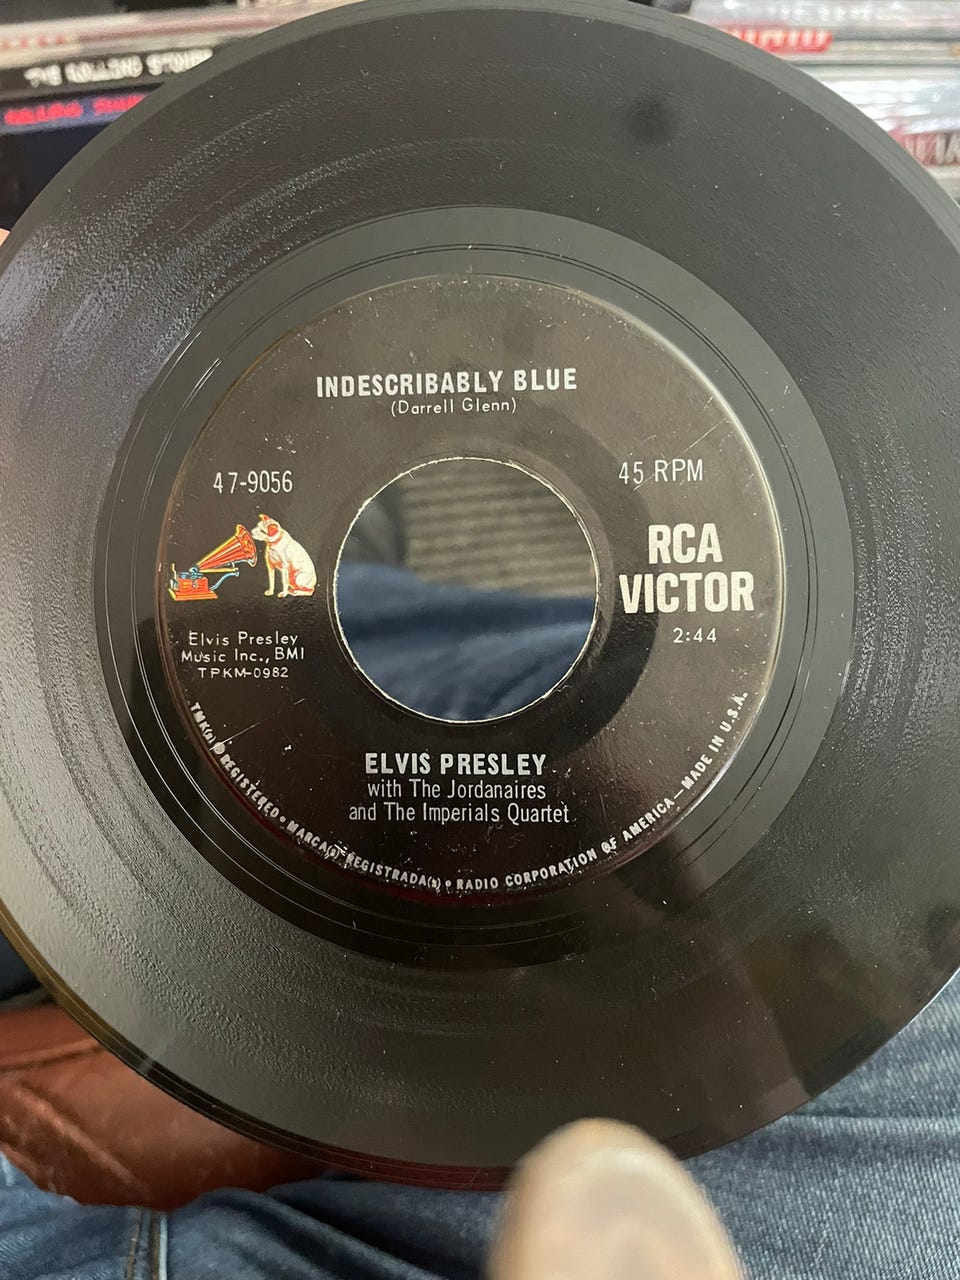 THE ROLLING STONES
INDESCRIBABLY BLUE
(Darrell Glenn)
47-9056
45 RPM
RCA
VICTOR
2:44
Elvis Presley
Music Inc., BMI
TPKM-0982
ELVIS PRESLEY
with The Jordanaires
and The Imperials Quartet
TMK(s) ® REGISTERED • MARCA(s) REGISTRADA(s) • RADIO CORPORATION OF AMERICA — MADE IN U.S.A.